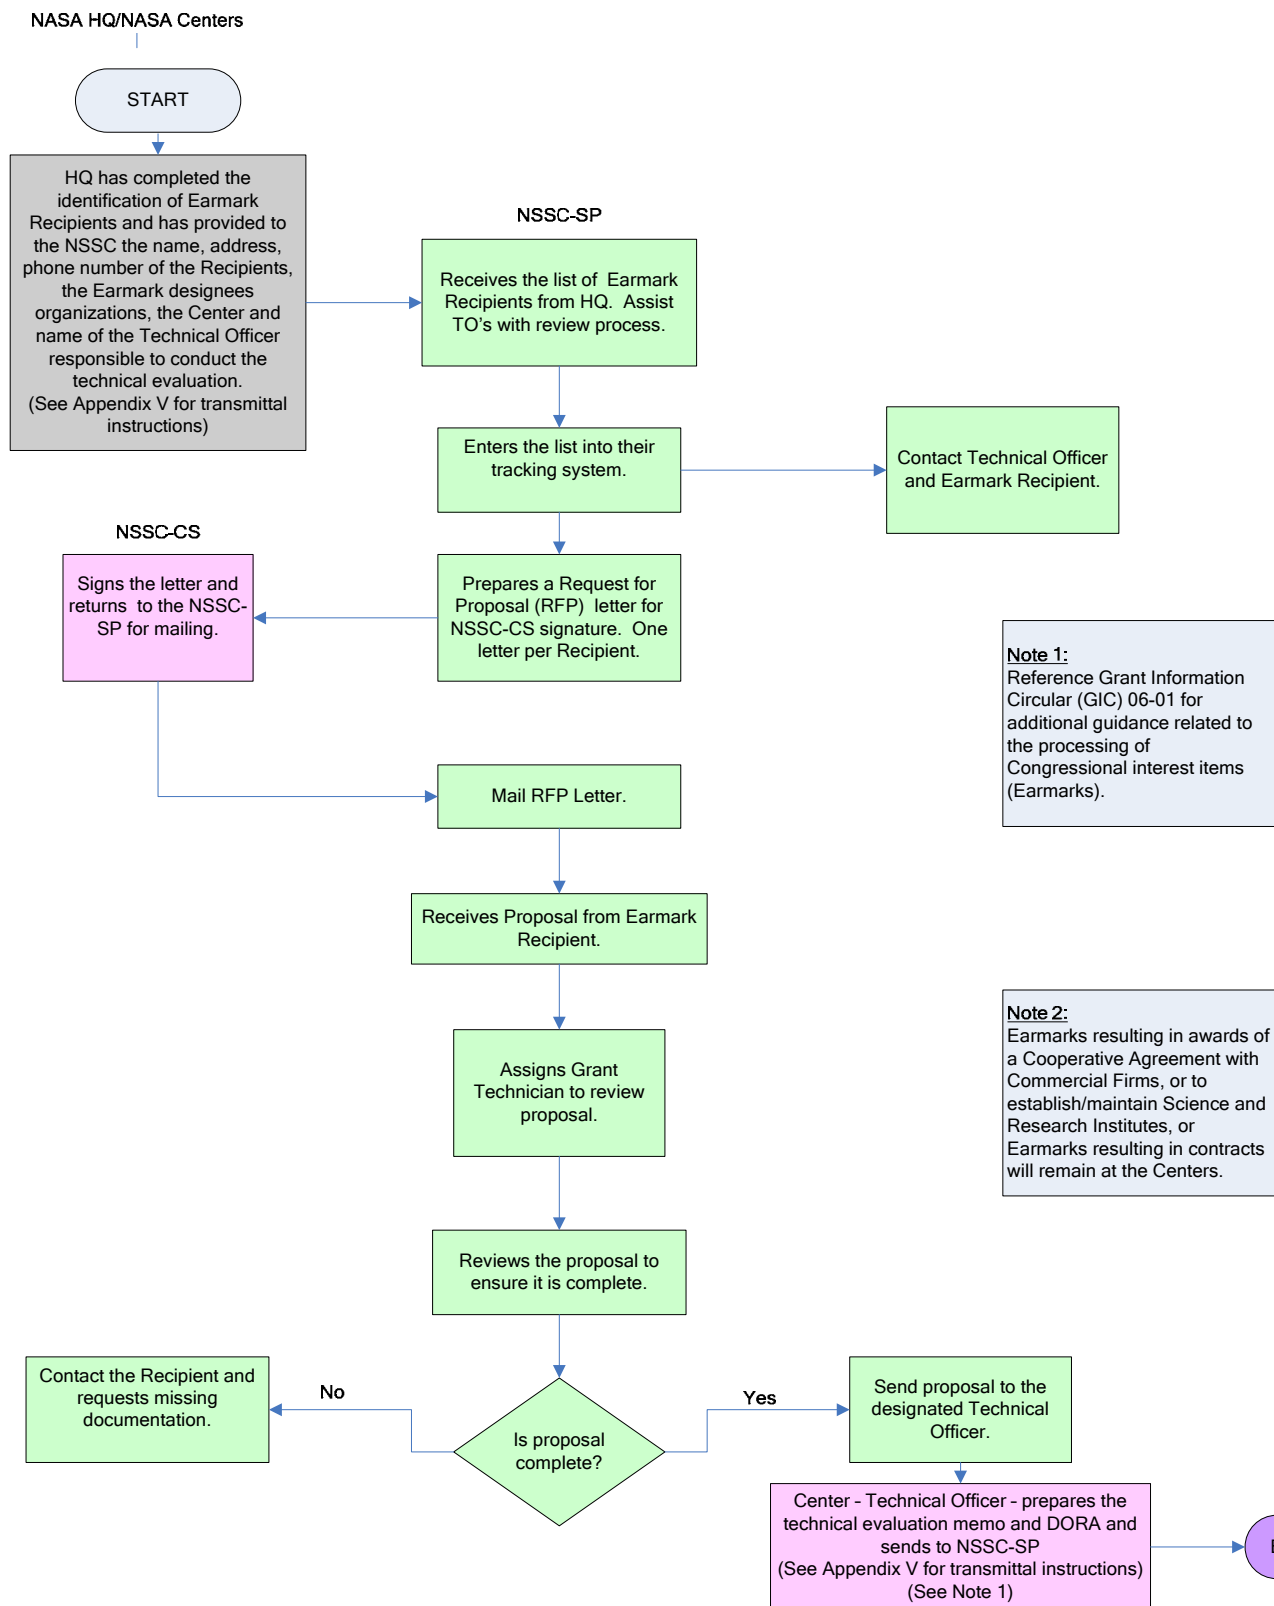 NASA HQ/NASA Centers
START
HQ has completed the
identification of Earmark
Recipients and has provided to
the NSSC the name, address,
phone number of the Recipients,
the Earmark designees
organizations, the Center and
name of the Technical Officer
responsible to conduct the
technical evaluation.
(See Appendix V for transmittal
instructions)
NSSC-SP
Receives the list of Earmark
Recipients from HQ. Assist
TO's with review process.
Enters the list into their
tracking system.
Contact Technical Officer
and Earmark Recipient.
NSSC-CS
Signs the letter and
returns to the NSSC-
SP for mailing.
Prepares a Request for
Proposal (RFP) letter for
NSSC-CS signature. One
letter per Recipient.
Note 1:
Reference Grant Information
Circular (GIC) 06-01 for
additional guidance related to
the processing of
Congressional interest items
(Earmarks).
Mail RFP Letter.
Receives Proposal from Earmark
Recipient.
Note 2:
Earmarks resulting in awards of
a Cooperative Agreement with
Commercial Firms, or to
establish/maintain Science and
Research Institutes, or
Earmarks resulting in contracts
will remain at the Centers.
Assigns Grant
Technician to review
proposal.
Reviews the proposal to
ensure it is complete.
Contact the Recipient and
requests missing
documentation.
No
Is proposal
complete?
Yes
Send proposal to the
designated Technical
Officer.
Center - Technical Officer - prepares the
technical evaluation memo and DORA and
sends to NSSC-SP
(See Appendix V for transmittal instructions)
(See Note 1)